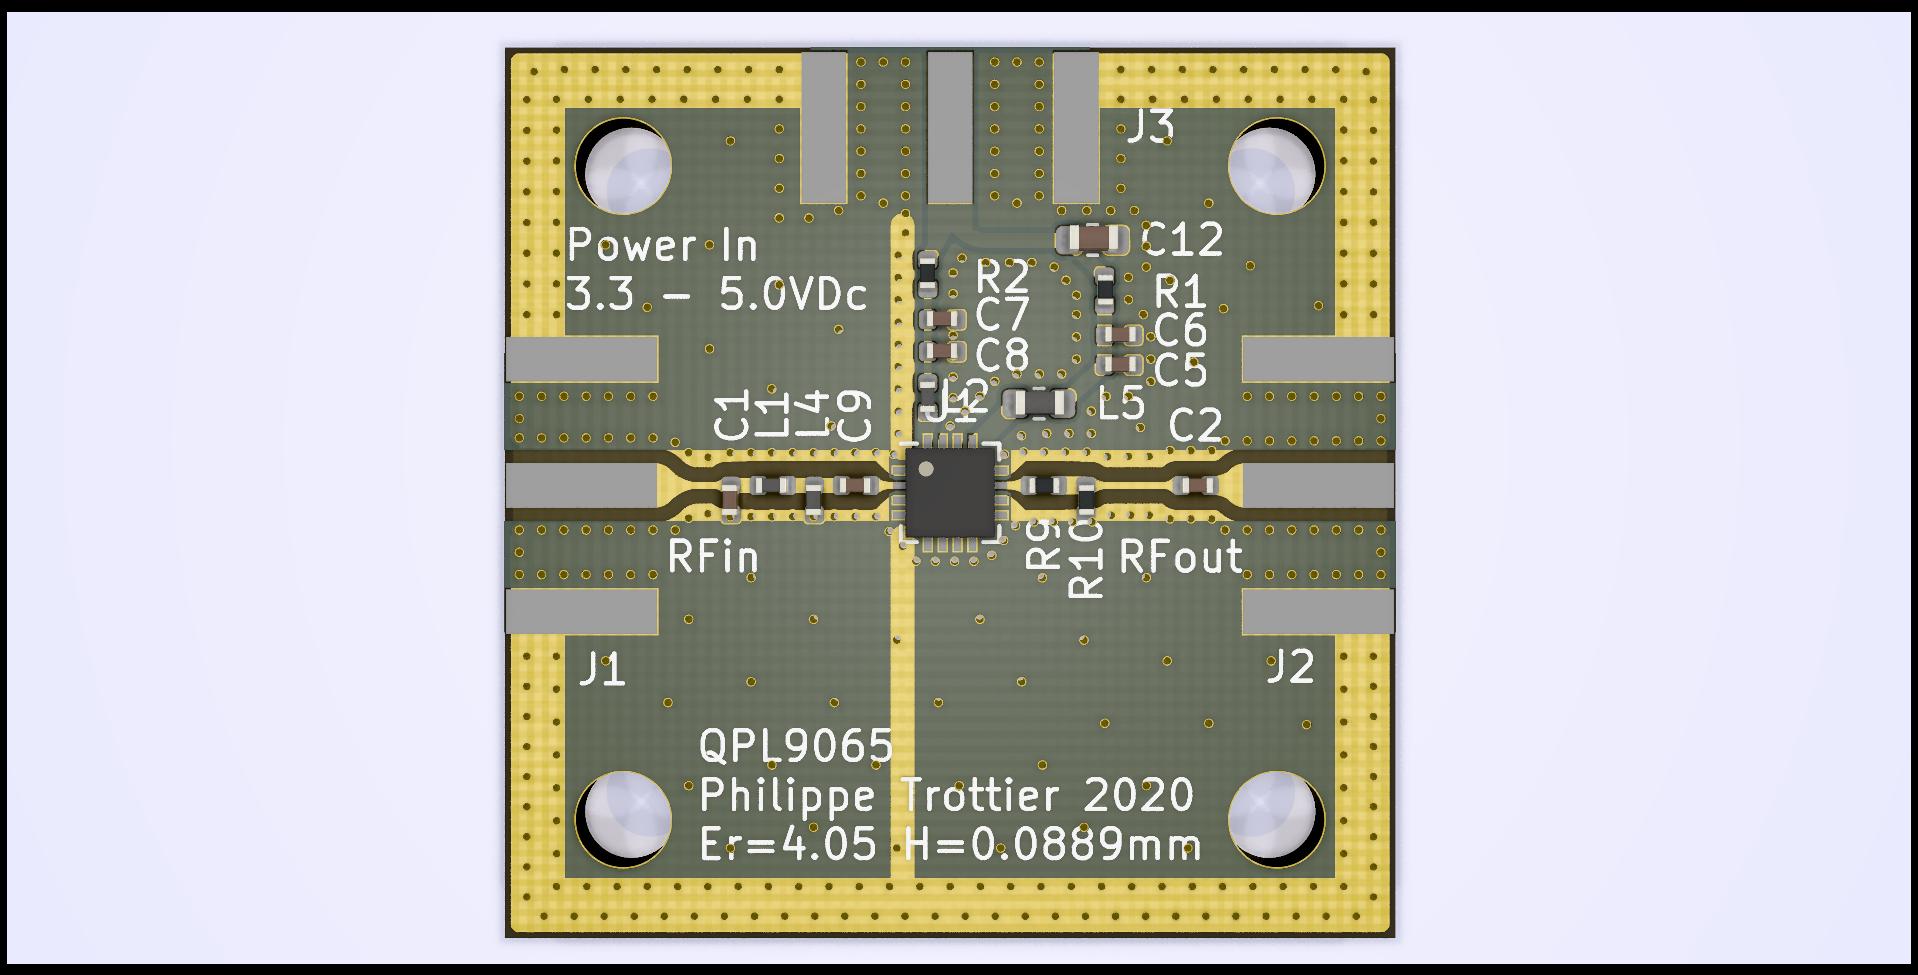 J3
Power In
3.3 - 5.0VDc
C12
R2
R1
C7
C6
C8
C5
C1
L1
L4
C9
L5
C2
RFin
R9
R10
RFout
J1
J2
QPL9065
Philippe Trottier 2020
Er=4.05 H=0.0889mm